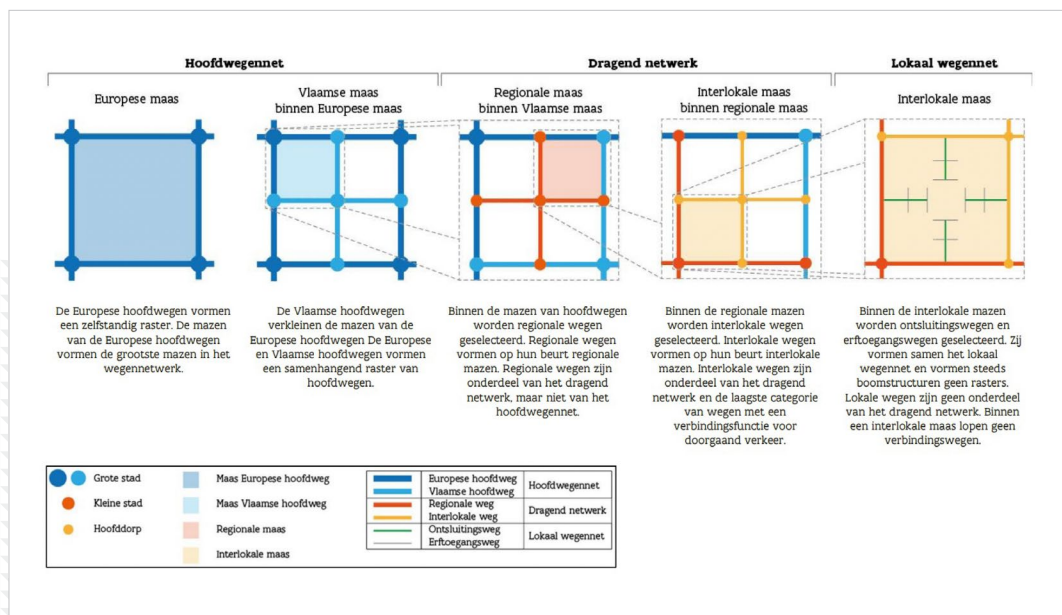 Hoofdwegennet
Dragend netwerk
Lokaal wegennet
Europese maas
Vlaamse maas
binnen Europese maas
Regionale maas
binnen Vlaamse maas
Interlokale maas
binnen regionale maas
Interlokale maas
De Europese hoofdwegen vormen
een zelfstandig raster. De mazen
van de Europese hoofdwegen
vormen de grootste mazen in het
wegennetwerk.
De Vlaamse hoofdwegen
verkleinen de mazen van de
Europese hoofdwegen De Europese
en Vlaamse hoofdwegen vormen
een samenhangend raster van
hoofdwegen.
Binnen de mazen van hoofdwegen
worden regionale wegen
geselecteerd. Regionale wegen
vormen op hun beurt regionale
mazen. Regionale wegen zijn
onderdeel van het dragend
netwerk, maar niet van het
hoofdwegennet.
Binnen de regionale mazen
worden interlokale wegen
geselecteerd. Interlokale wegen
vormen op hun beurt interlokale
mazen. Interlokale wegen zijn
onderdeel van het dragend
netwerk en de laagste categorie
van wegen met een
verbindingsfunctie voor
doorgaand verkeer.
Binnen de interlokale mazen
worden ontsluitingswegen en
erftoegangswegen geselecteerd. Zij
vormen samen het lokaal
wegennet en vormen steeds
boomstructuren geen rasters.
Lokale wegen zijn geen onderdeel
van het dragend netwerk. Binnen
een interlokale maas lopen geen
verbindingswegen.
Grote stad
Kleine stad
Hoofddorp
Maas Europese hoofdweg
Maas Vlaamse hoofdweg
Regionale maas
Interlokale maas
Europese hoofdweg
Vlaamse hoofdweg
Hoofdwegennet
Regionale weg
Interlokale weg
Dragend netwerk
Ontsluitingsweg
Erftoegangsweg
Lokaal wegennet